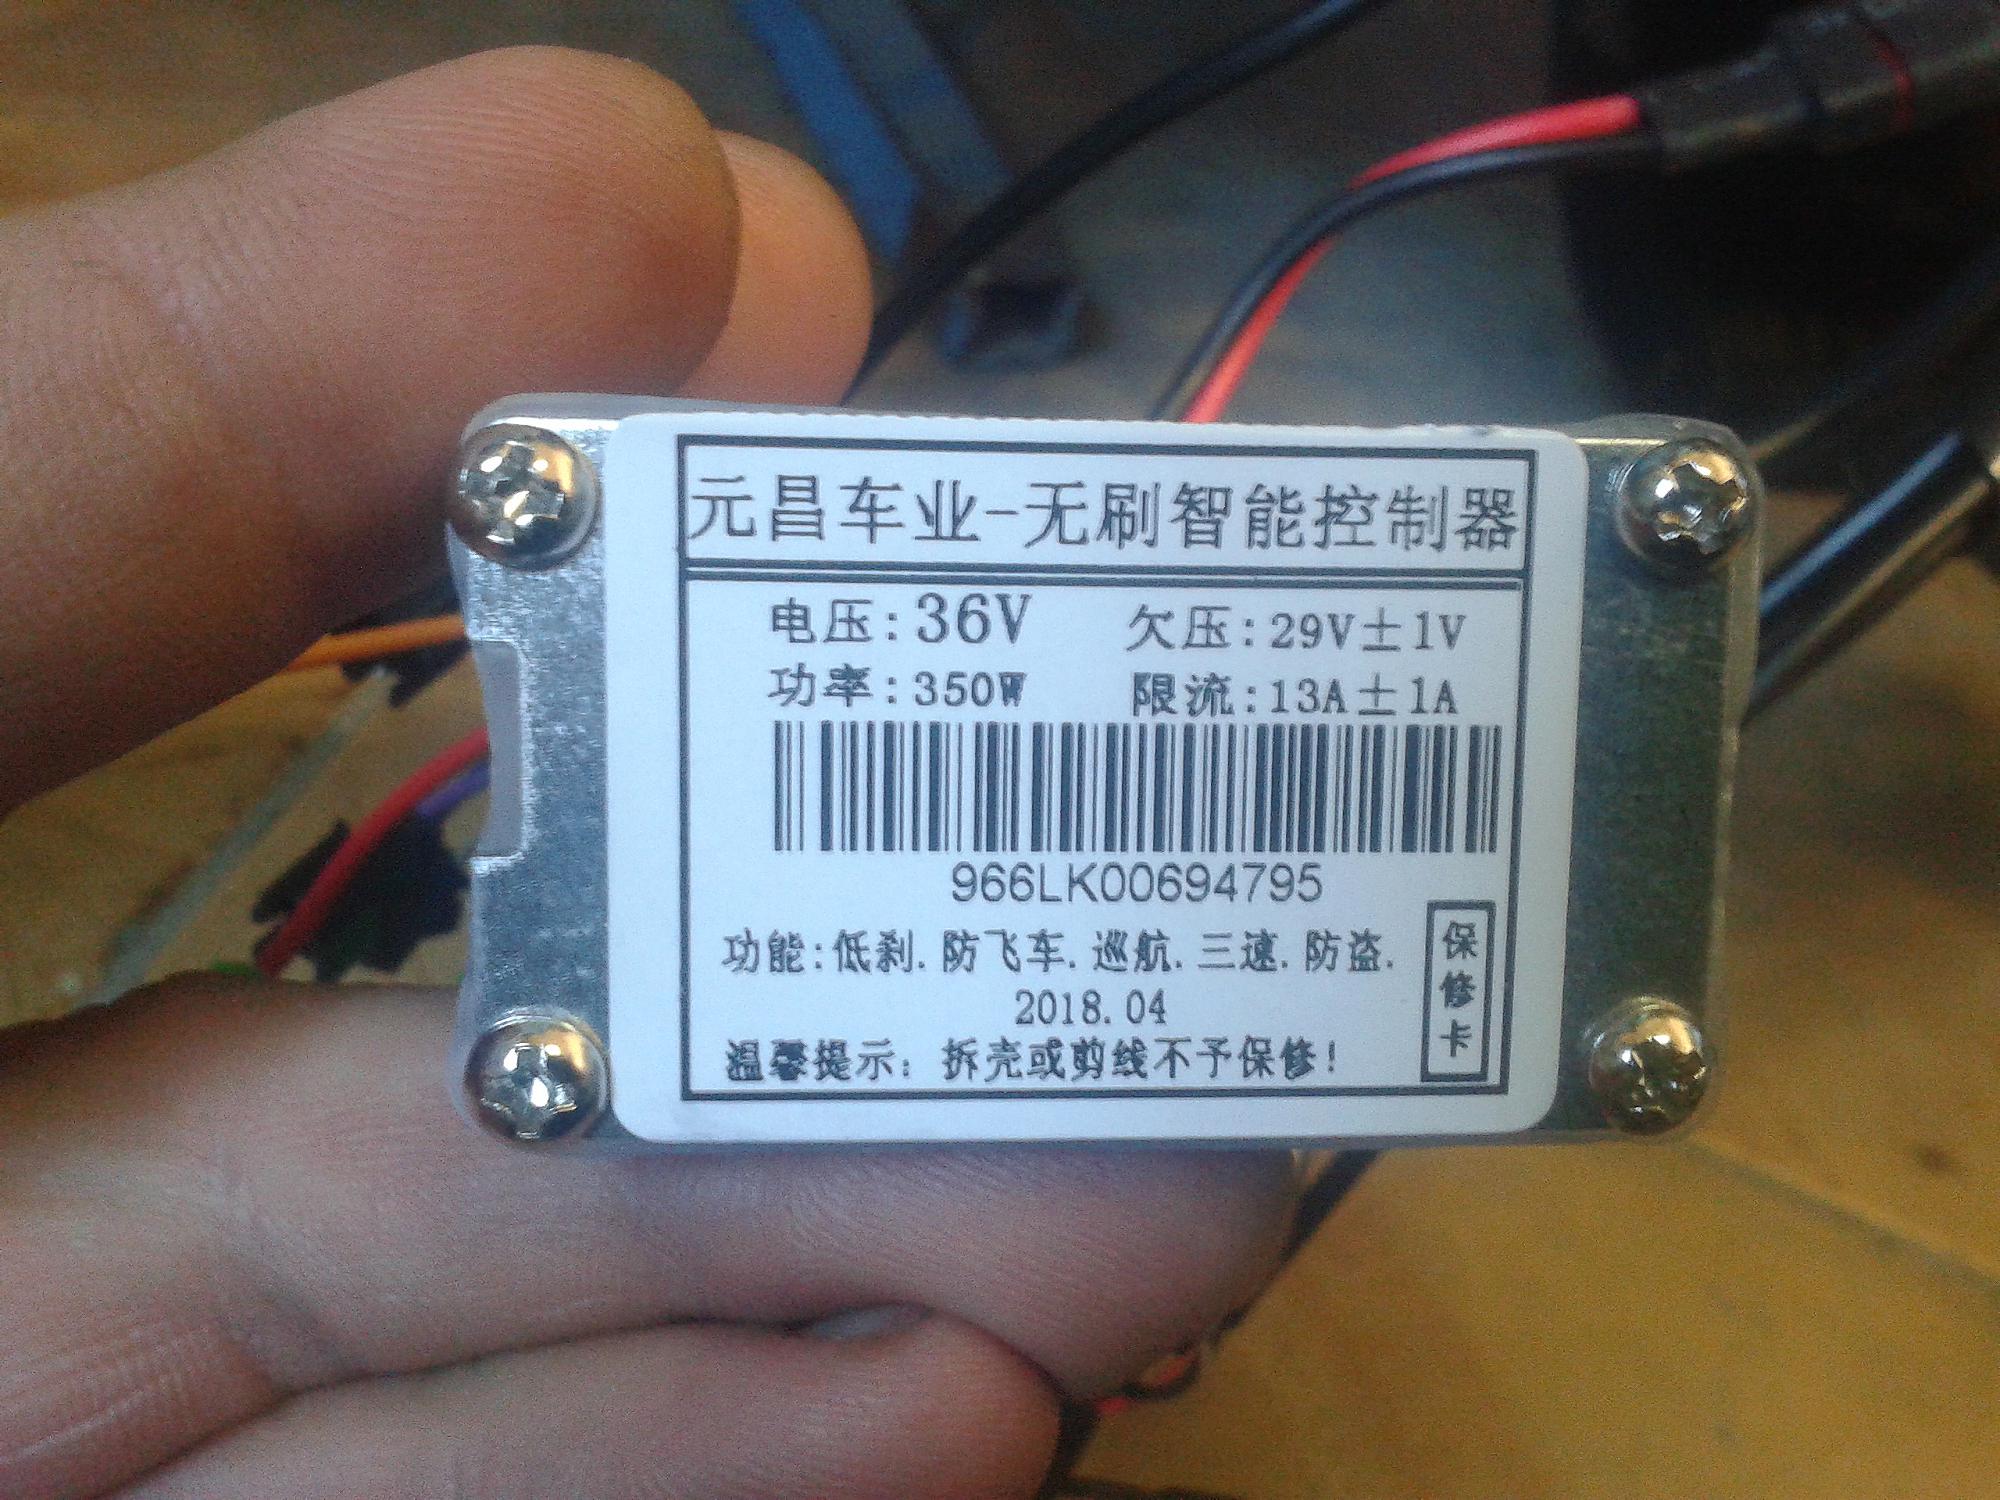 元昌车业-无刷智能控制器
电压:36V 欠压:29V±1V
功率:350W 限流:13A±1A
966LK00694795
功能:低刹.防飞车.巡航.三速.防盗.
2018.04
温馨提示: 拆壳或剪线不予保修!
保修卡